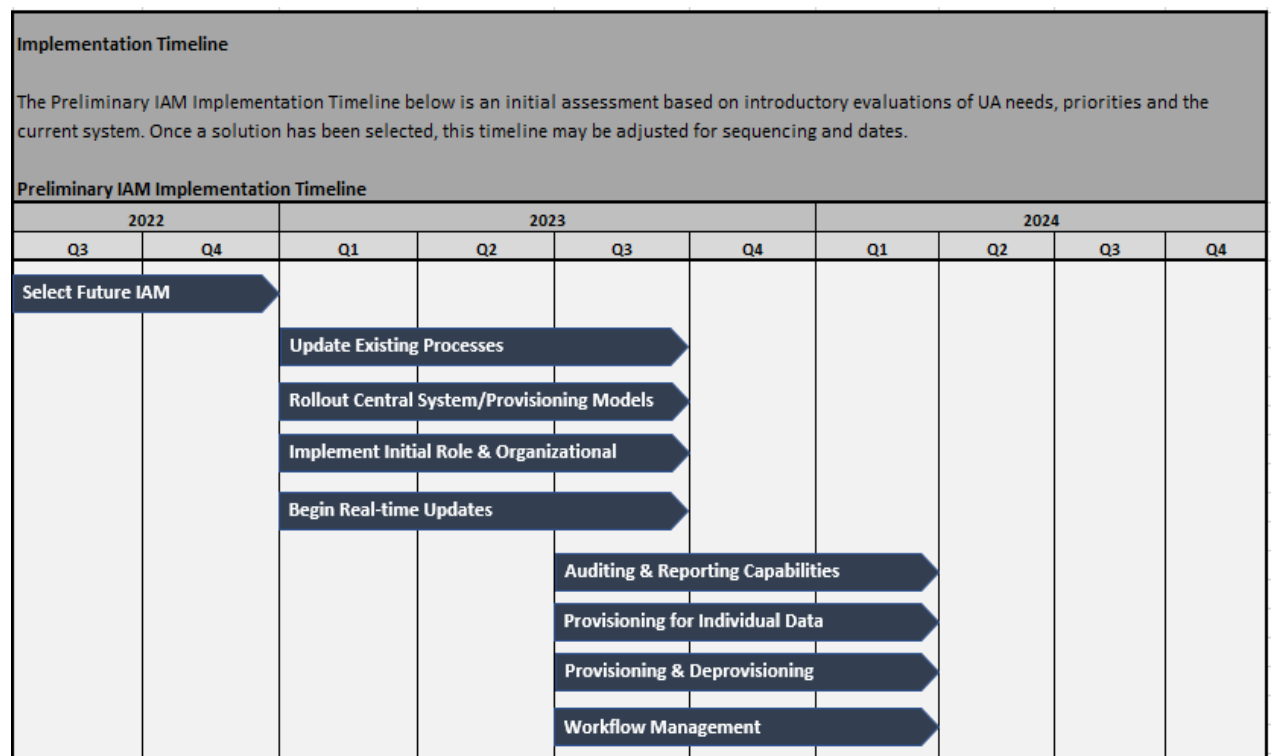 Implementation Timeline
The Preliminary IAM Implementation Timeline below is an initial assessment based on introductory evaluations of UA needs, priorities and the
current system. Once a solution has been selected, this timeline may be adjusted for sequencing and dates.
Preliminary IAM Implementation Timeline
2022 2023 2024
Q3 Q4 Q1 Q2 Q3 Q4 Q1 Q2 Q3 Q4
Select Future IAM
Update Existing Processes
Rollout Central System/Provisioning Models
Implement Initial Role & Organizational
Begin Real-time Updates
Auditing & Reporting Capabilities
Provisioning for Individual Data
Provisioning & Deprovisioning
Workflow Management